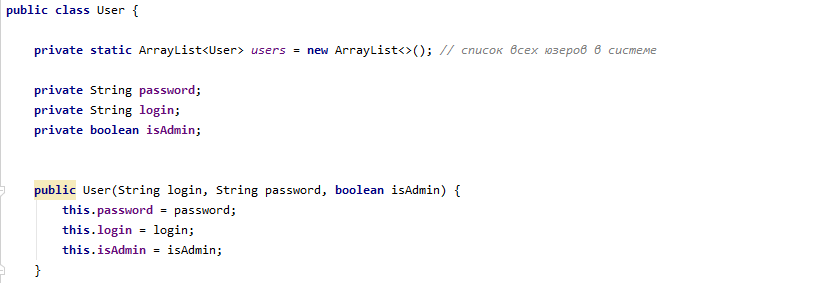 public class User {
private static ArrayList<User> users = new ArrayList<>(); // список всех юзеров в системе
private String password;
private String login;
private boolean isAdmin;
public User(String login, String password, boolean isAdmin) {
this.password = password;
this.login = login;
this.isAdmin = isAdmin;
}